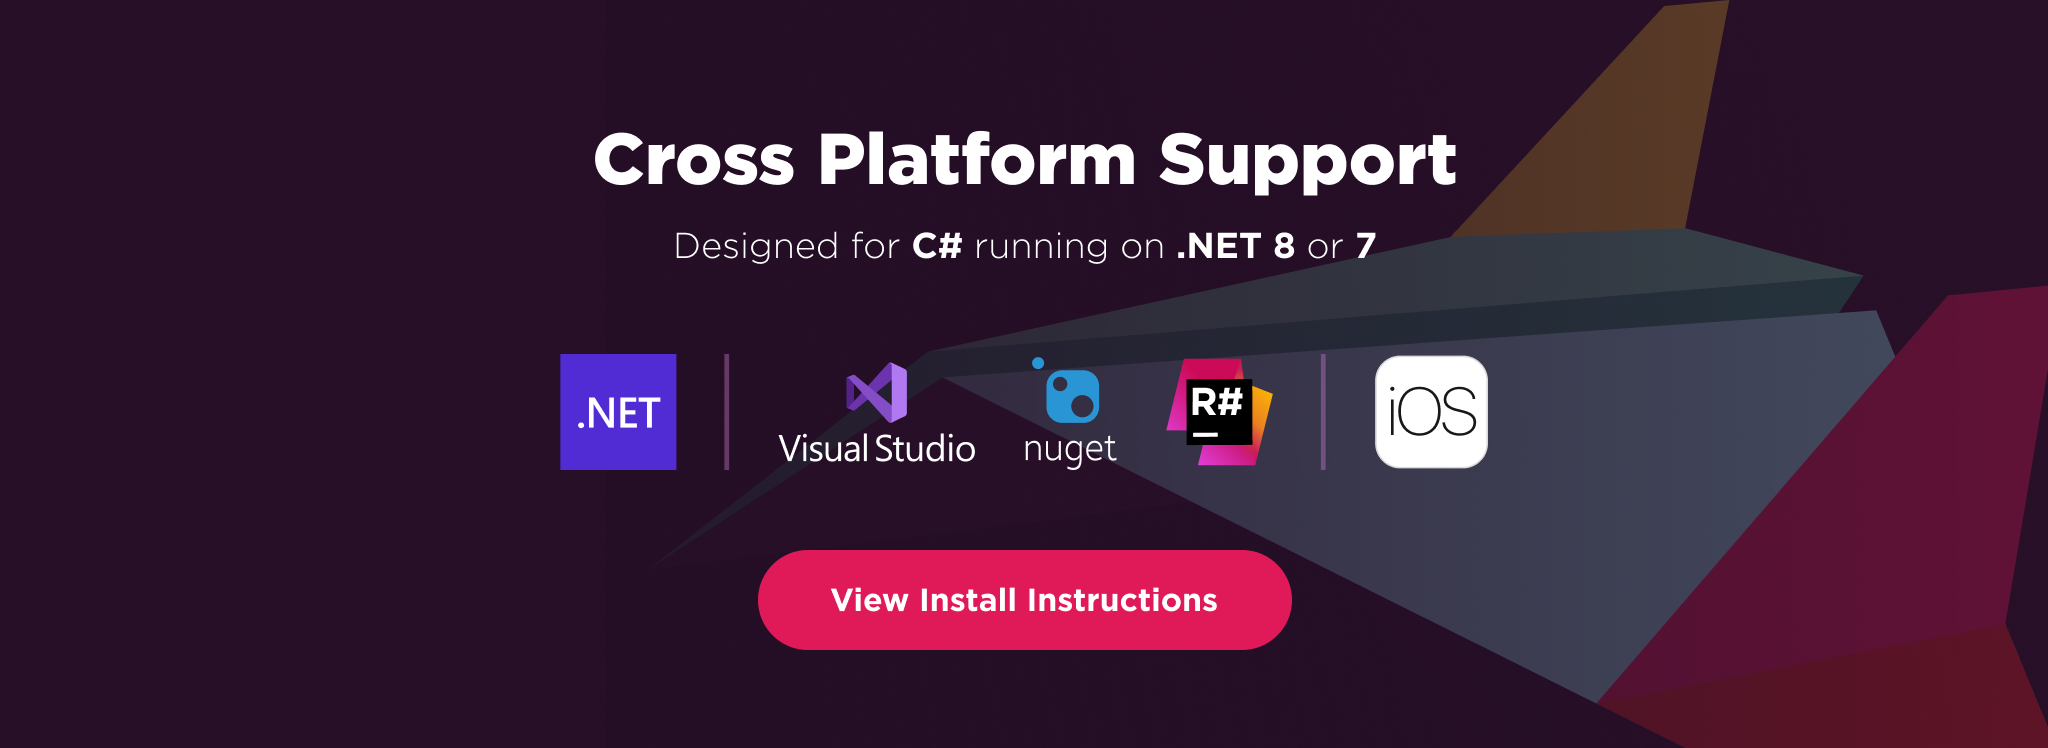 Cross Platform Support
Designed for C# running on .NET 8 or 7
.NET
Visual Studio
nuget
R#
iOS
View Install Instructions